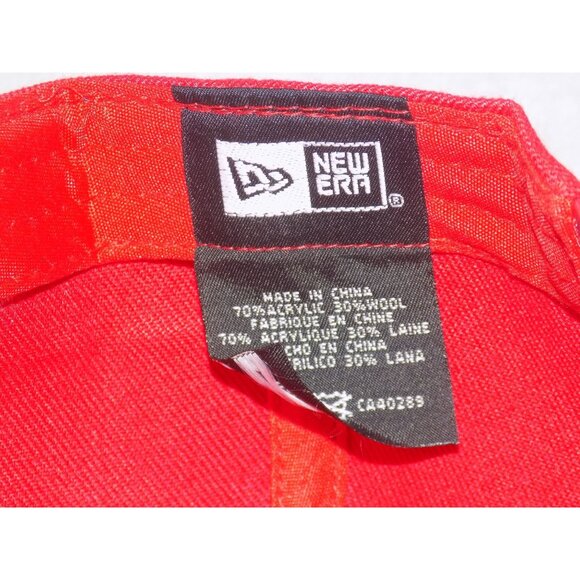 NEW
ERA
®
MADE IN CHINA
70%ACRYLIC 30%WOOL
FABRIQUE EN CHINE
70% ACRYLIQUE 30% LAINE
CHO EN CHINA
RILICO 30% LANA
CA40289